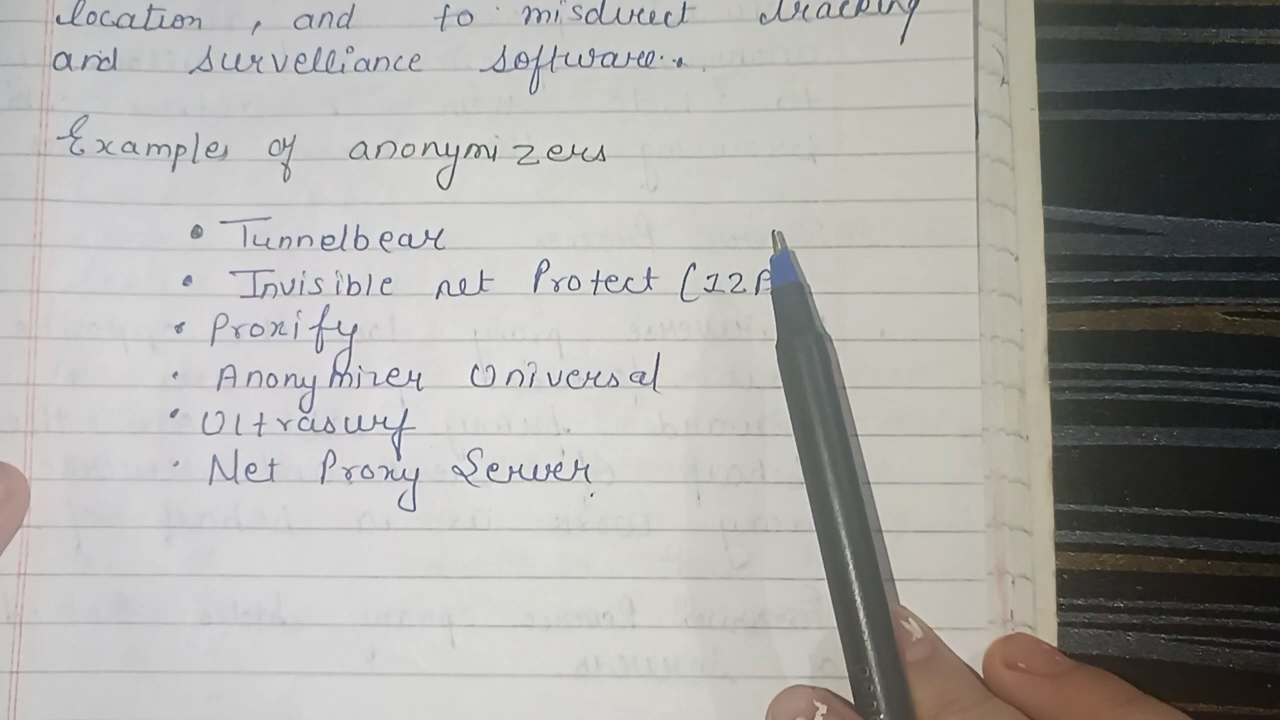 location , and to misdirect tracking
and survelliance software..
Examples of anonymizers
• Tunnelbear
• Invisible net Protect (I2P
• Proxify
• Anonymizer Universal
• Ultrasurf
• Net Proxy Server.